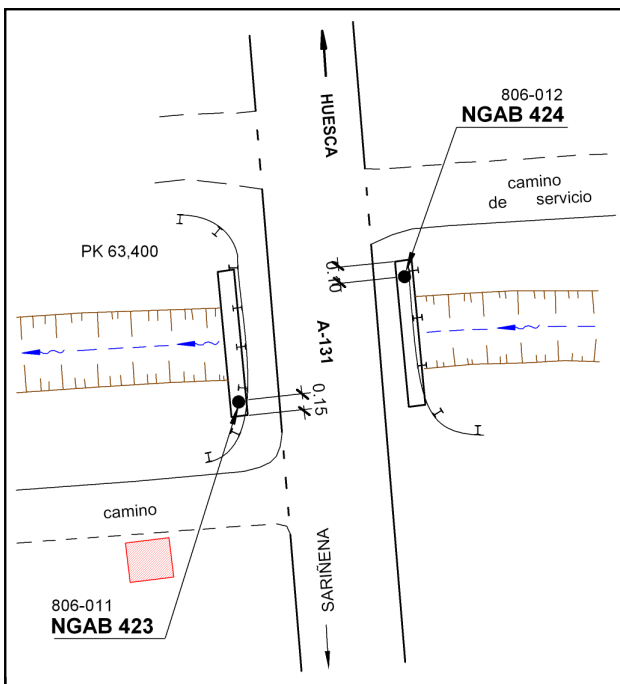 HUESCA
806-012
NGAB 424
camino
de servicio
PK 63,400
0.10
A-131
0.15
camino
SARIÑENA
806-011
NGAB 423